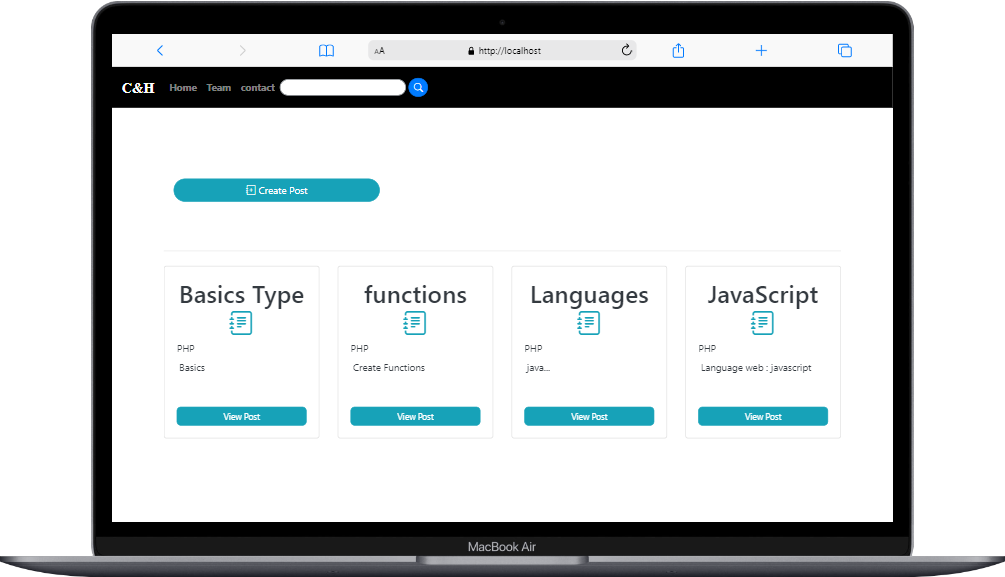 AA http://localhost
C&H Home Team contact
Create Post
Basics Type functions Languages JavaScript
PHP PHP PHP PHP
Basics Create Functions java... Language web : javascript
View Post View Post View Post View Post
MacBook Air